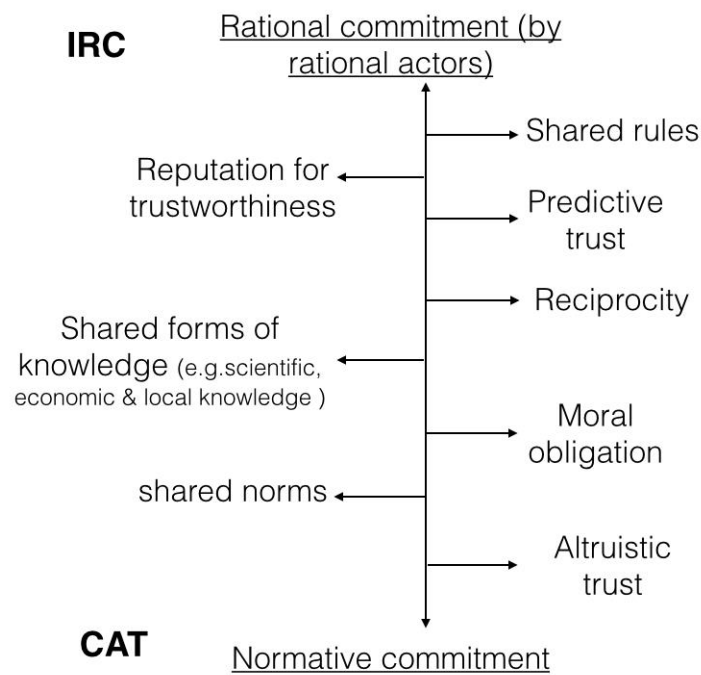 IRC
Rational commitment (by
rational actors)
Shared rules
Reputation for
trustworthiness
Predictive
trust
Reciprocity
Shared forms of
knowledge (e.g.scientific,
economic & local knowledge )
Moral
obligation
shared norms
Altruistic
trust
CAT
Normative commitment